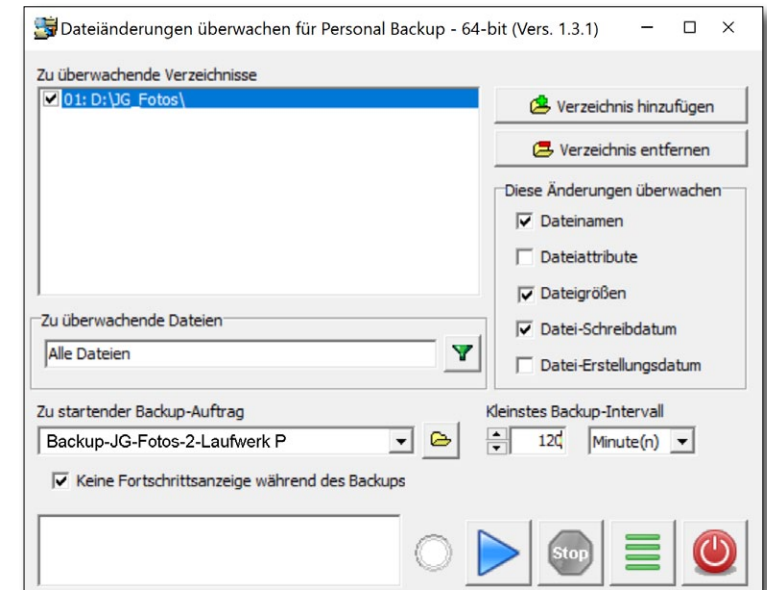 Dateiänderungen überwachen für Personal Backup - 64-bit (Vers. 1.3.1)
Zu überwachende Verzeichnisse
01: D:\JG_Fotos\
Verzeichnis hinzufügen
Verzeichnis entfernen
Diese Änderungen überwachen
Dateinamen
Dateiattribute
Dateigrößen
Datei-Schreibdatum
Datei-Erstellungsdatum
Zu überwachende Dateien
Alle Dateien
Zu startender Backup-Auftrag
Backup-JG-Fotos-2-Laufwerk P
Kleinstes Backup-Intervall
120 Minute(n)
Keine Fortschrittsanzeige während des Backups
Stop